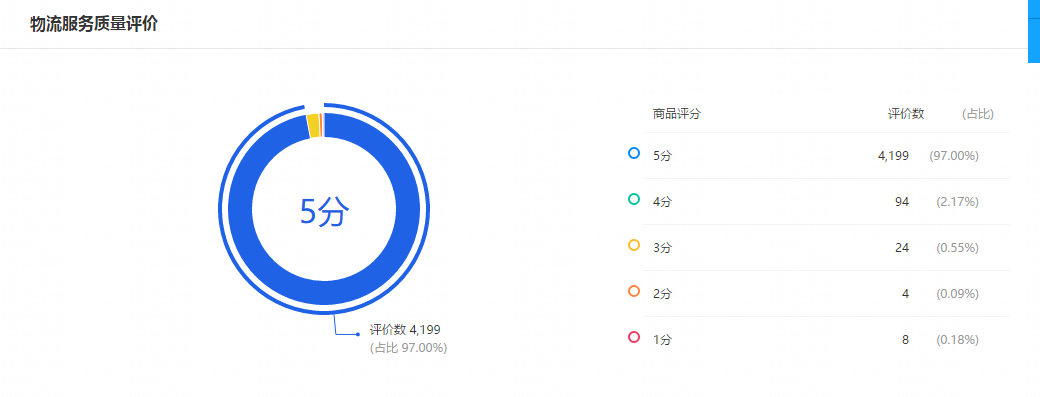 物流服务质量评价
5分
评价数 4,199
(占比 97.00%)
商品评分 评价数 (占比)
5分 4,199 (97.00%)
4分 94 (2.17%)
3分 24 (0.55%)
2分 4 (0.09%)
1分 8 (0.18%)